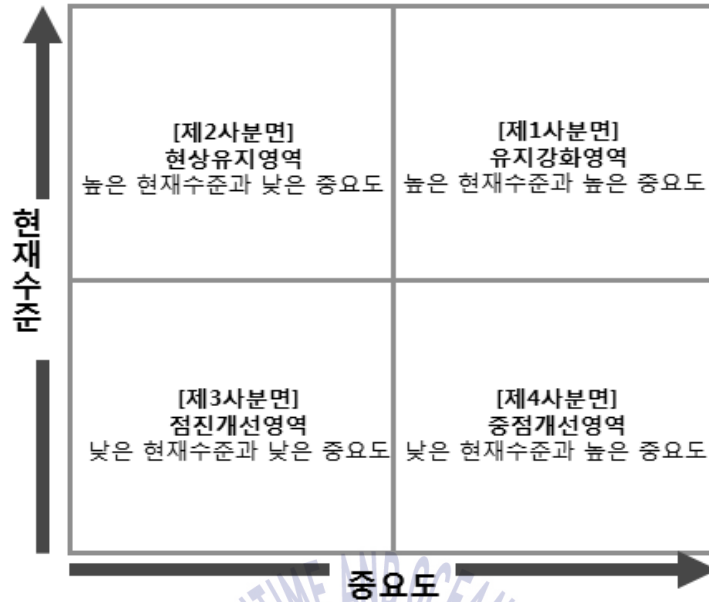 [제2사분면]
현상유지영역
높은 현재수준과 낮은 중요도
[제1사분면]
유지강화영역
높은 현재수준과 높은 중요도
현재수준
[제3사분면]
점진개선영역
낮은 현재수준과 낮은 중요도
[제4사분면]
중점개선영역
낮은 현재수준과 높은 중요도
중요도
TIME AND OCEAN